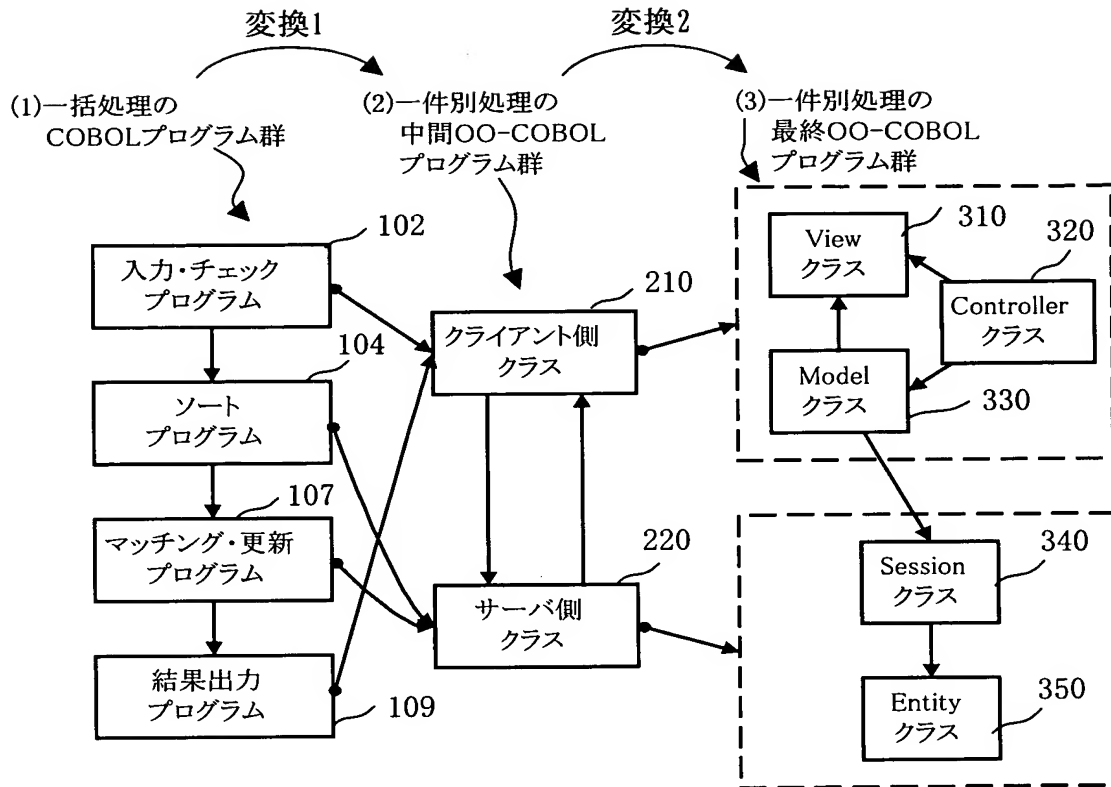 変換1
変換2
(1)一括処理の
COBOLプログラム群
(2)一件別処理の
中間OO-COBOL
プログラム群
(3)一件別処理の
最終OO-COBOL
プログラム群
102
入力・チェック
プログラム
104
ソート
プログラム
107
マッチング・更新
プログラム
結果出力
プログラム
109
210
クライアント側
クラス
220
サーバ側
クラス
310
View
クラス
320
Controller
クラス
Model
クラス
330
340
Session
クラス
350
Entity
クラス